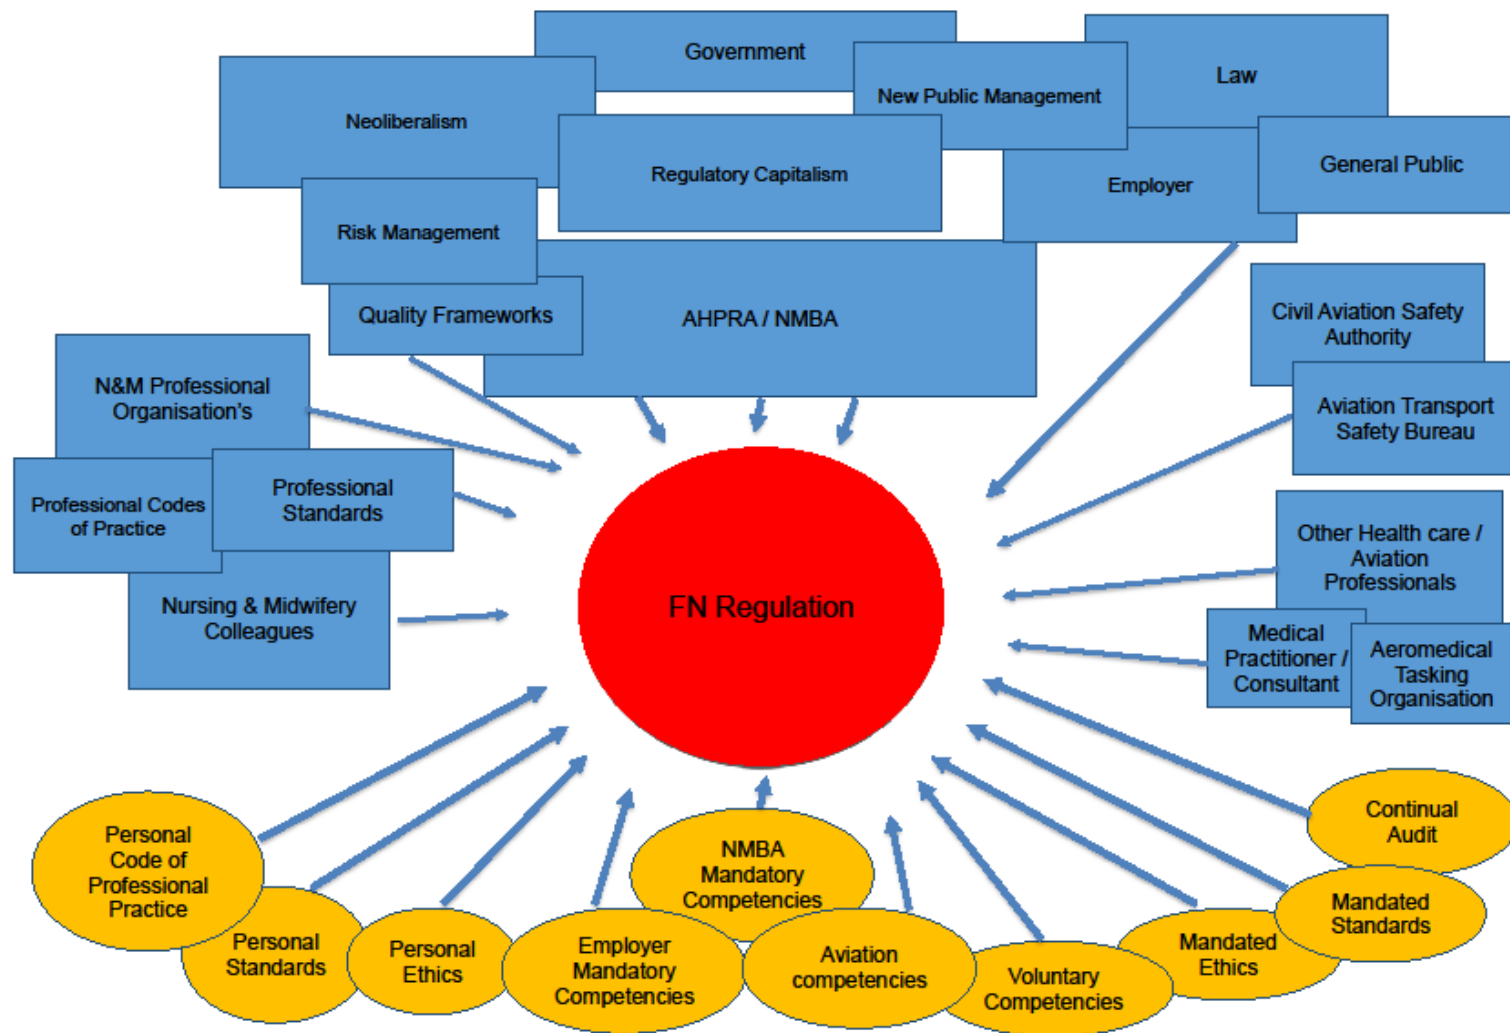 Government
Law
New Public Management
Neoliberalism
General Public
Regulatory Capitalism
Employer
Risk Management
Quality Frameworks
AHPRA / NMBA
Civil Aviation Safety
Authority
N&M Professional
Organisation's
Aviation Transport
Safety Bureau
Professional Codes
of Practice
Professional
Standards
Other Health care /
Aviation
Professionals
Nursing & Midwifery
Colleagues
FN Regulation
Medical
Practitioner /
Consultant
Aeromedical
Tasking
Organisation
Personal
Code of
Professional
Practice
Personal
Standards
Personal
Ethics
Employer
Mandatory
Competencies
NMBA
Mandatory
Competencies
Aviation
competencies
Voluntary
Competencies
Mandated
Ethics
Mandated
Standards
Continual
Audit